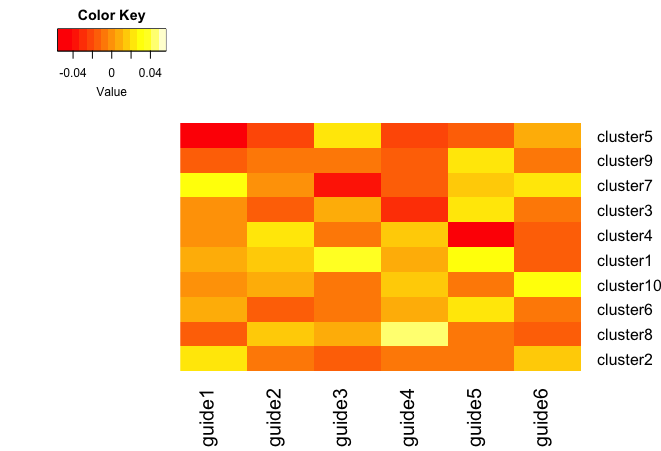 Color Key
-0.04 0 0.04
Value
cluster5
cluster9
cluster7
cluster3
cluster4
cluster1
cluster10
cluster6
cluster8
cluster2
guide1 guide2 guide3 guide4 guide5 guide6